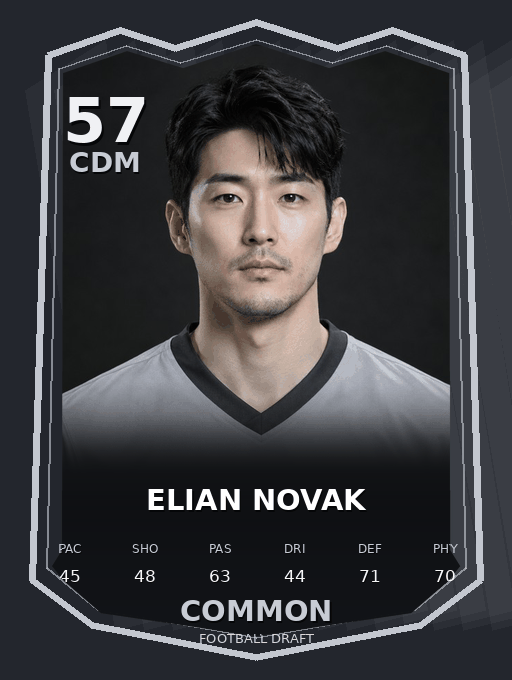 57
CDM
ELIAN NOVAK
PAC SHO PAS DRI DEF PHY
45 48 63 44 71 70
COMMON
FOOTBALL DRAFT